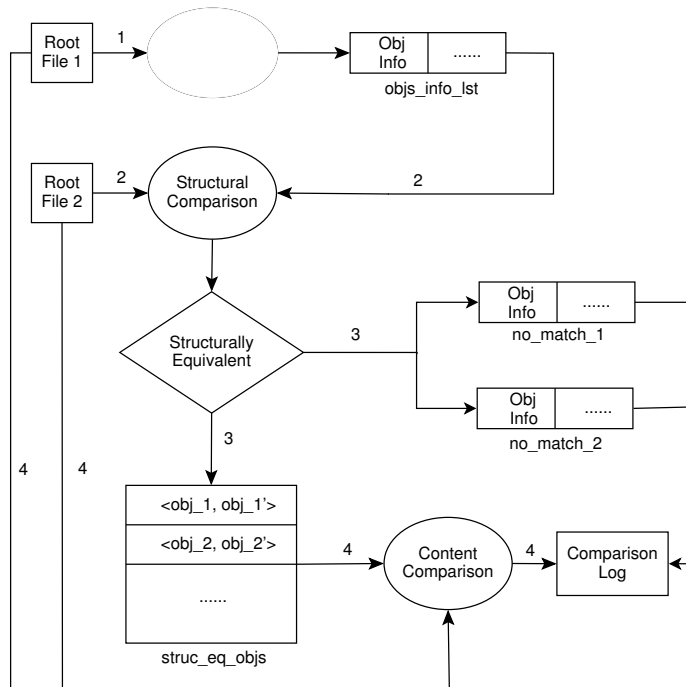 Root
File 1
1
Obj
Info
......
objs_info_lst
Root
File 2
2
Structural
Comparison
2
Structurally
Equivalent
3
Obj
Info
......
no_match_1
Obj
Info
......
no_match_2
3
4
4
<obj_1, obj_1'>
<obj_2, obj_2'>
......
struc_eq_objs
4
Content
Comparison
4
Comparison
Log